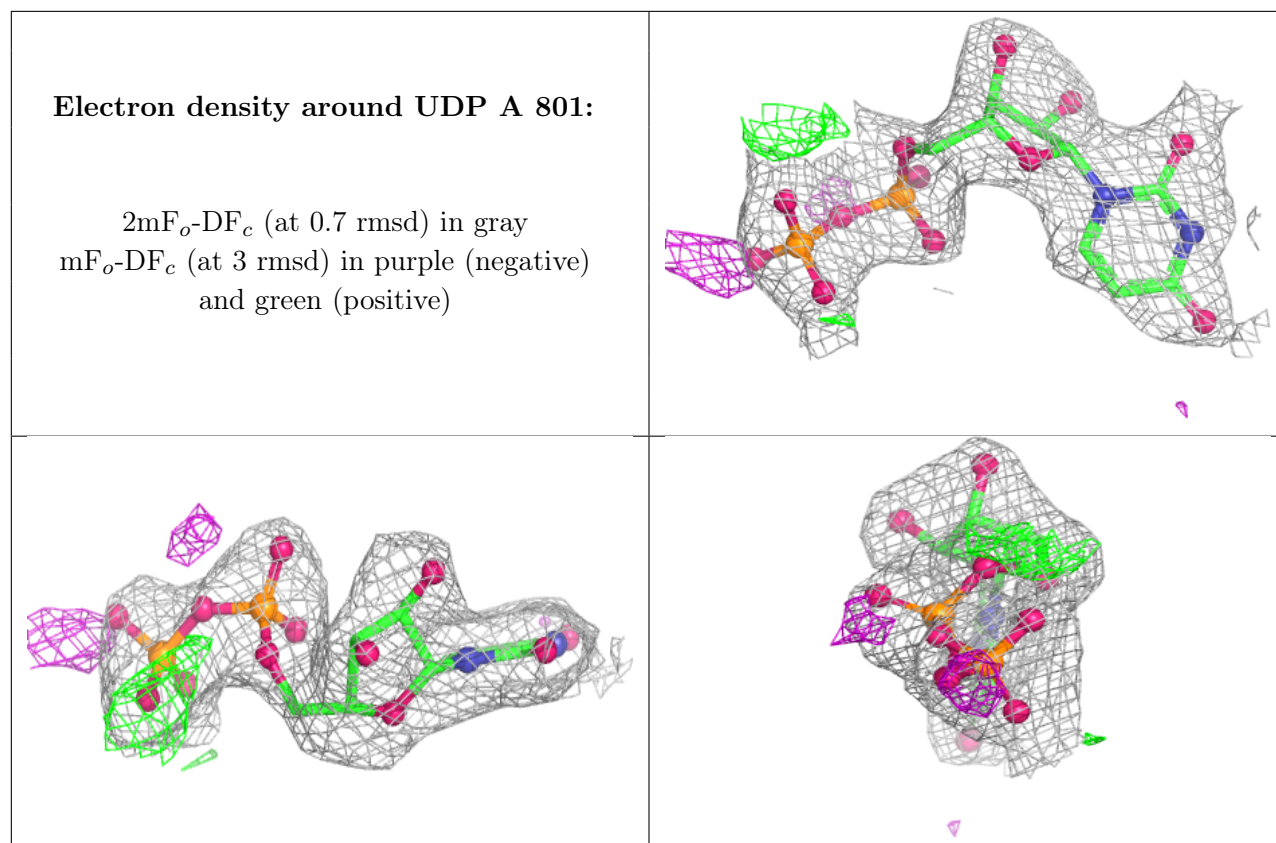 Electron density around UDP A 801:
2mFₒ-DF𝒸 (at 0.7 rmsd) in gray
mFₒ-DF𝒸 (at 3 rmsd) in purple (negative)
and green (positive)